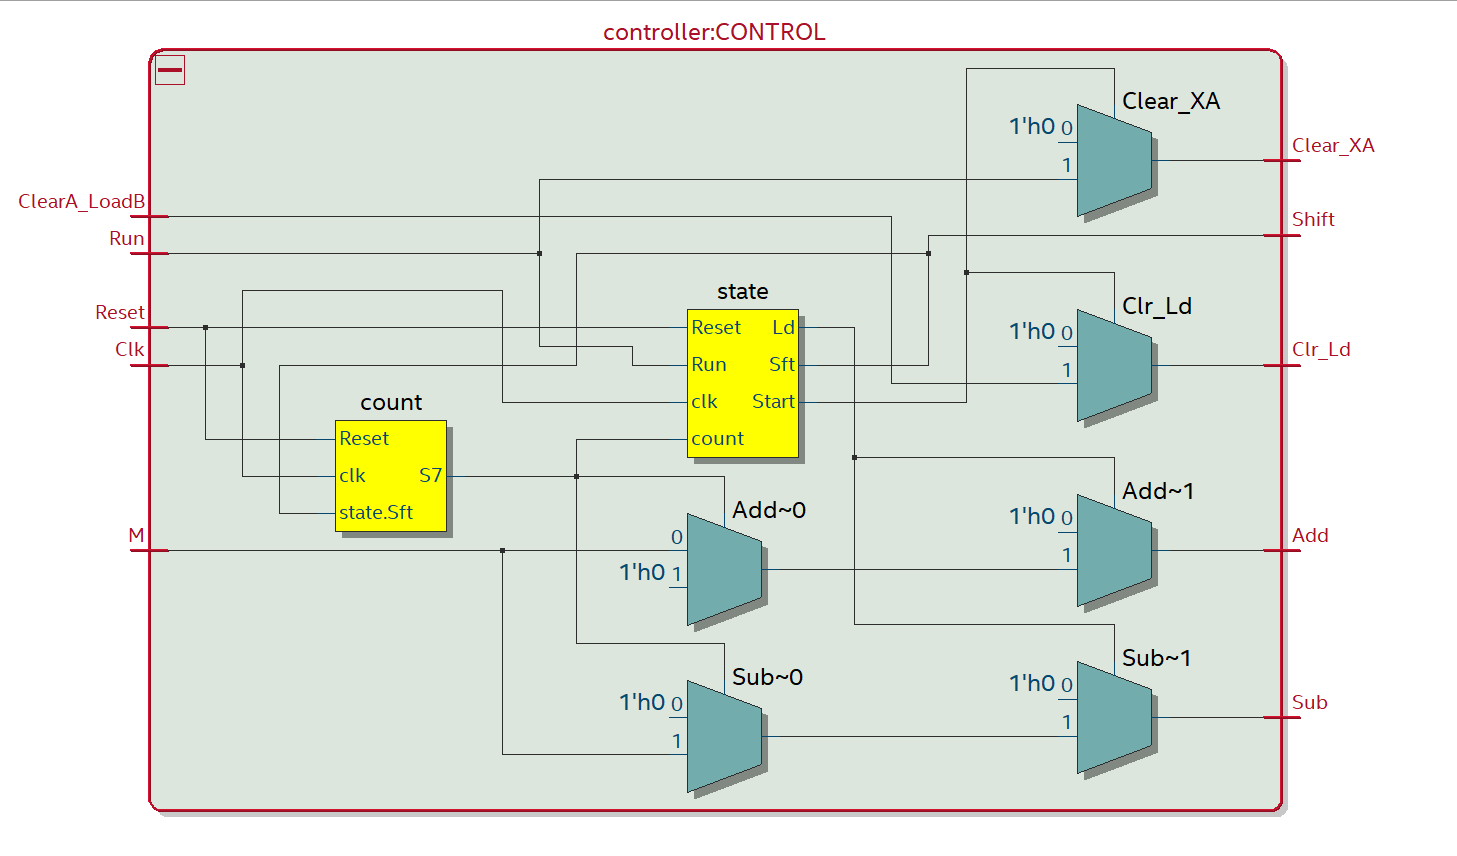 controller:CONTROL
Clear_XA
1'h0 0
1
Clear_XA
ClearA_LoadB
Shift
Run
state
Clr_Ld
Reset
Reset Ld
1'h0 0
Clk
Run Sft
1
Clr_Ld
count
clk Start
Reset
count
clk S7
state.Sft
Add~0
Add~1
M
0
1'h0 1
1'h0 0
1
Add
Sub~0
Sub~1
1'h0 0
1
1'h0 0
1
Sub